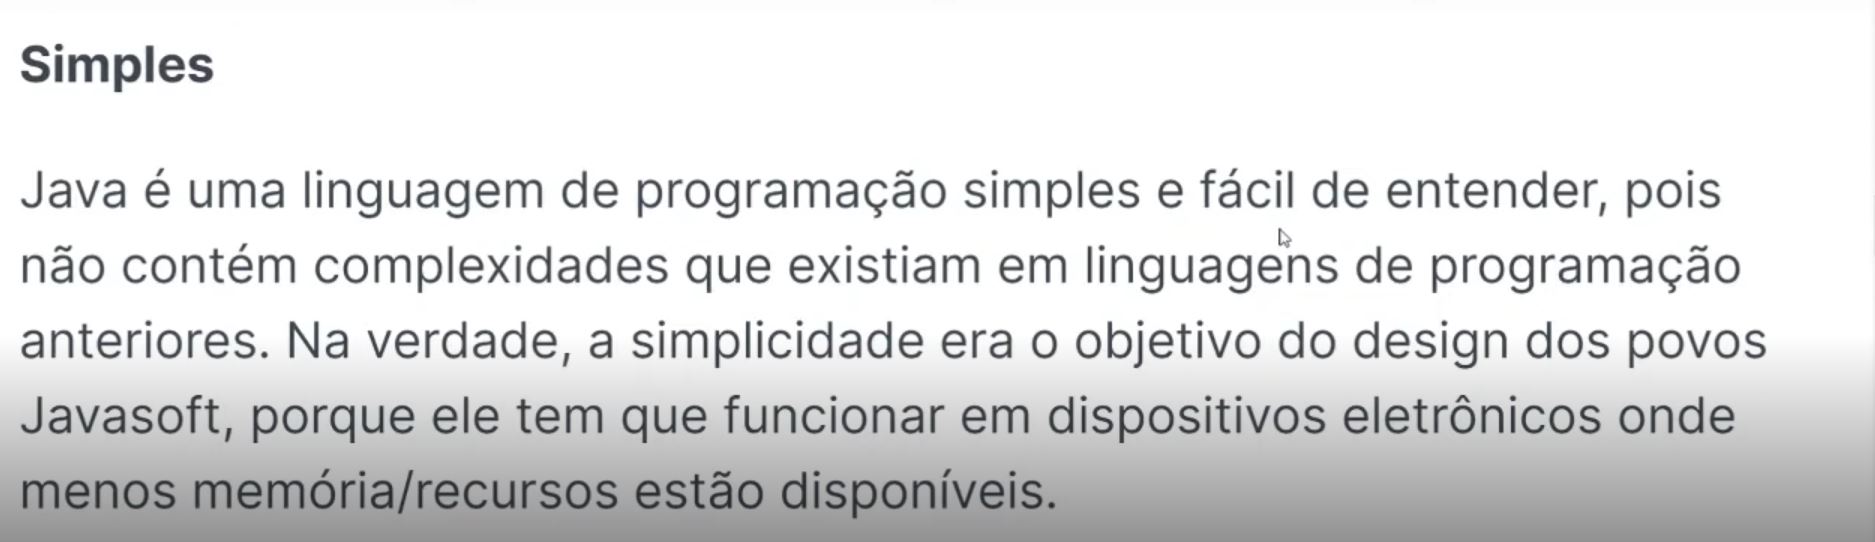 Simples
Java é uma linguagem de programação simples e fácil de entender, pois
não contém complexidades que existiam em linguagens de programação
anteriores. Na verdade, a simplicidade era o objetivo do design dos povos
Javasoft, porque ele tem que funcionar em dispositivos eletrônicos onde
menos memória/recursos estão disponíveis.